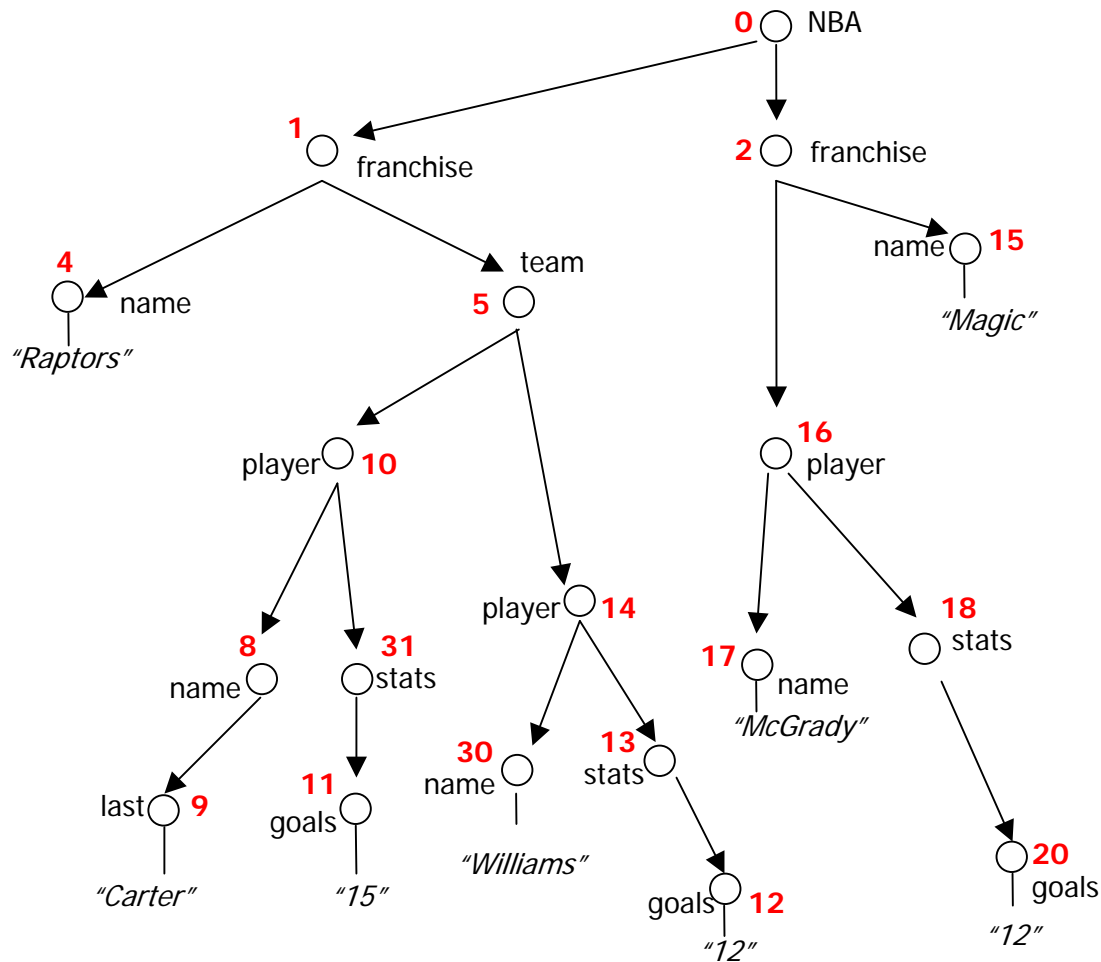 0 NBA
1
franchise
2 franchise
4
name
"Raptors"
team
5
name 15
"Magic"
player 10
16
player
player 14
8
name
31
stats
17
name
"McGrady"
18
stats
30
name
"Williams"
13
stats
last 9
"Carter"
11
goals
"15"
goals 12
"12"
20
goals
"12"